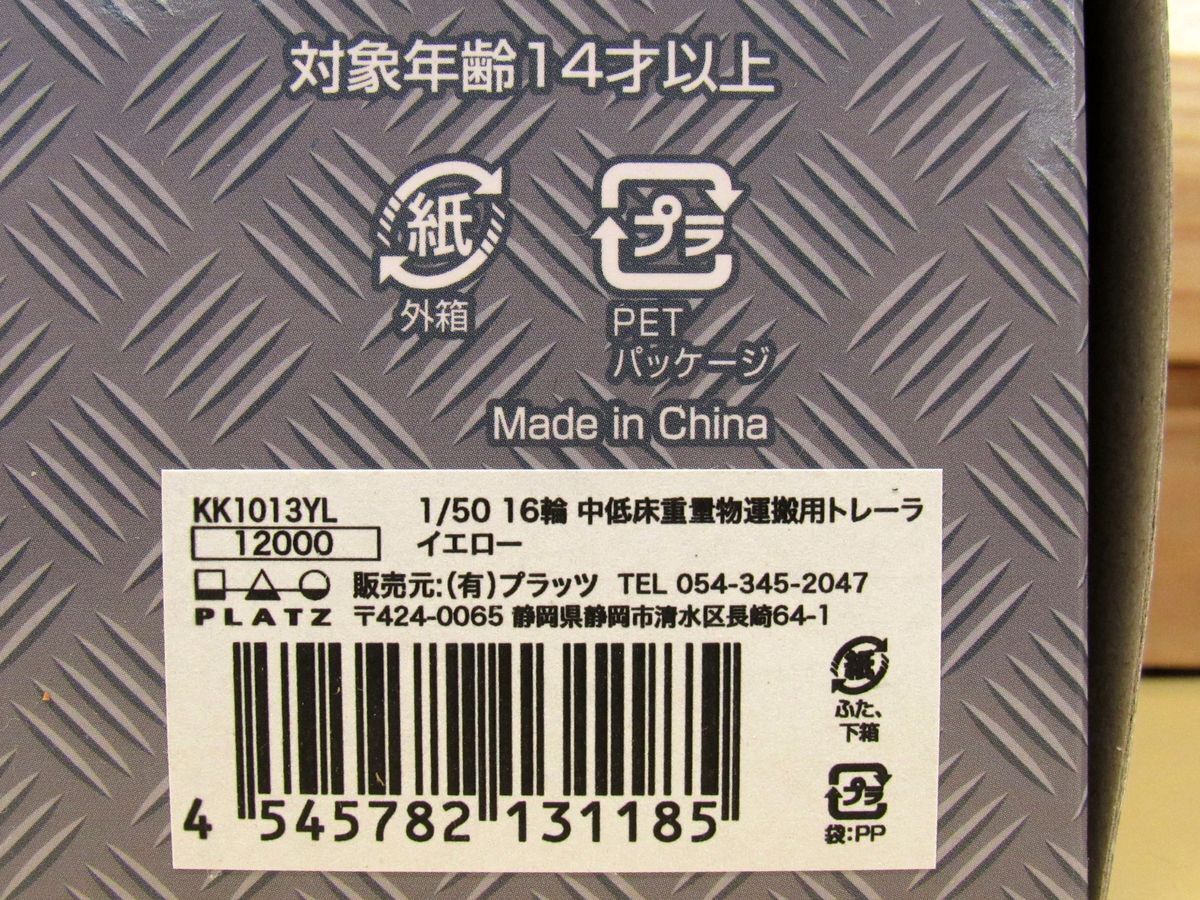 対象年齢14才以上
紙
外箱
プラ
PET
パッケージ
Made in China
KK1013YL
1/50 16輪 中低床重量物運搬用トレーラ
12000
イエロー
PLATZ
販売元:(有)プラッツ TEL 054-345-2047
〒424-0065 静岡県静岡市清水区長崎64-1
紙
ふた、
下箱
プラ
袋:PP
4 545782 131185